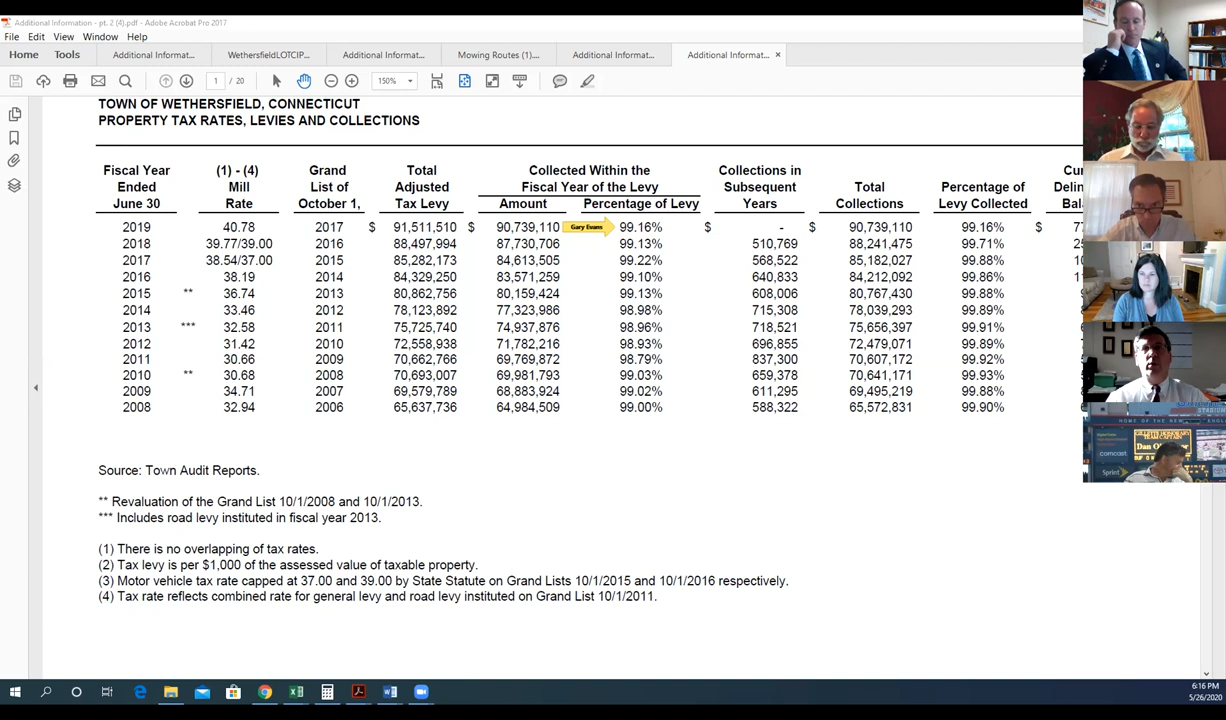 Additional Information - pt. 2 (4).pdf - Adobe Acrobat Pro 2017
File Edit View Window Help
Home Tools Additional Informat... WethersfieldLOTCIP... Additional Informat... Mowing Routes (1)... Additional Informat... Additional Informat... ×
1 / 20 150%
TOWN OF WETHERSFIELD, CONNECTICUT
PROPERTY TAX RATES, LEVIES AND COLLECTIONS
Fiscal Year (1) - (4) Grand Total Collected Within the Collections in
Ended Mill List of Adjusted Fiscal Year of the Levy Subsequent Total Percentage of
June 30 Rate October 1, Tax Levy Amount Percentage of Levy Years Collections Levy Collected
2019 40.78 2017 $ 91,511,510 $ 90,739,110 Gary Evans 99.16% $ - $ 90,739,110 99.16% $
2018 39.77/39.00 2016 88,497,994 87,730,706 99.13% 510,769 88,241,475 99.71%
2017 38.54/37.00 2015 85,282,173 84,613,505 99.22% 568,522 85,182,027 99.88%
2016 38.19 2014 84,329,250 83,571,259 99.10% 640,833 84,212,092 99.86%
2015 ** 36.74 2013 80,862,756 80,159,424 99.13% 608,006 80,767,430 99.88%
2014 33.46 2012 78,123,892 77,323,986 98.98% 715,308 78,039,293 99.89%
2013 *** 32.58 2011 75,725,740 74,937,876 98.96% 718,521 75,656,397 99.91%
2012 31.42 2010 72,558,938 71,782,216 98.93% 696,855 72,479,071 99.89%
2011 30.66 2009 70,662,766 69,769,872 98.79% 837,300 70,607,172 99.92%
2010 ** 30.68 2008 70,693,007 69,981,793 99.03% 659,378 70,641,171 99.93%
2009 34.71 2007 69,579,789 68,883,924 99.02% 611,295 69,495,219 99.88%
2008 32.94 2006 65,637,736 64,984,509 99.00% 588,322 65,572,831 99.90%
Source: Town Audit Reports.
** Revaluation of the Grand List 10/1/2008 and 10/1/2013.
*** Includes road levy instituted in fiscal year 2013.
(1) There is no overlapping of tax rates.
(2) Tax levy is per $1,000 of the assessed value of taxable property.
(3) Motor vehicle tax rate capped at 37.00 and 39.00 by State Statute on Grand Lists 10/1/2015 and 10/1/2016 respectively.
(4) Tax rate reflects combined rate for general levy and road levy instituted on Grand List 10/1/2011.
HOME OF THE NEW ENGL
TEAM CAPTAIN
Dan
comcast.
Sprint
6:16 PM
5/26/2020